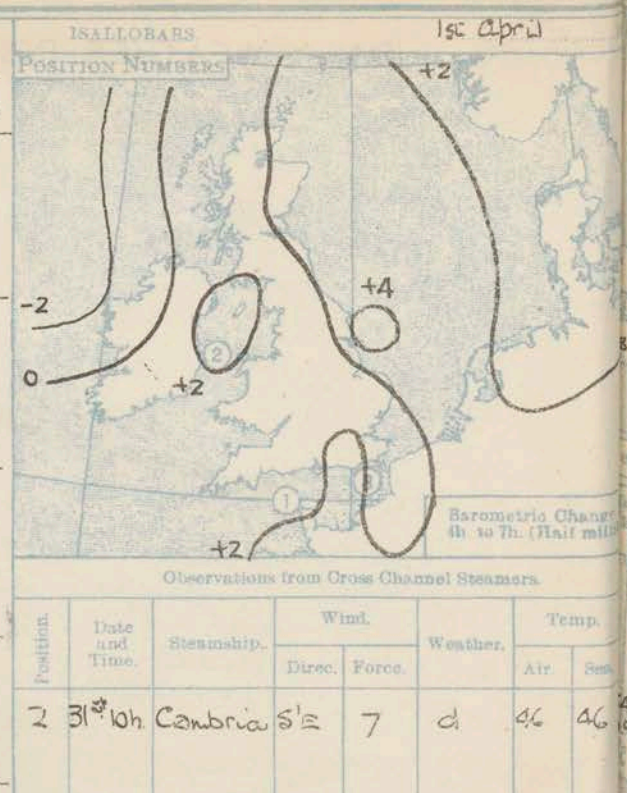 ISALLOBARS
1st April
POSITION NUMBERS
+2
+4
-2
2
0
+2
1
3
+2
Barometric Change
4h to 7h. (Half mill
Observations from Cross Channel Steamers.
Position. Date and Time. Steamship. Wind. Weather. Temp.
Direc. Force. Air Sea
2 31st 10h Cambria S'E 7 d 46 46